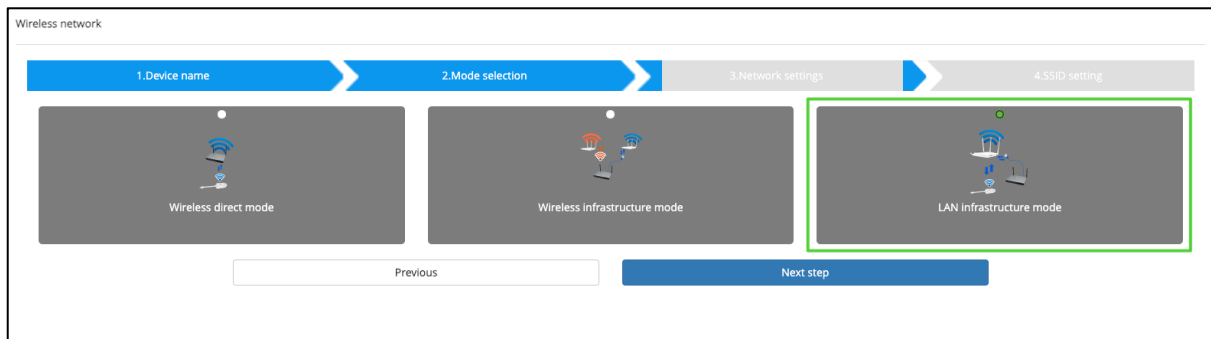 Wireless network
1.Device name
2.Mode selection
3.Network settings
4.SSID setting
Wireless direct mode
Wireless infrastructure mode
LAN infrastructure mode
Previous
Next step